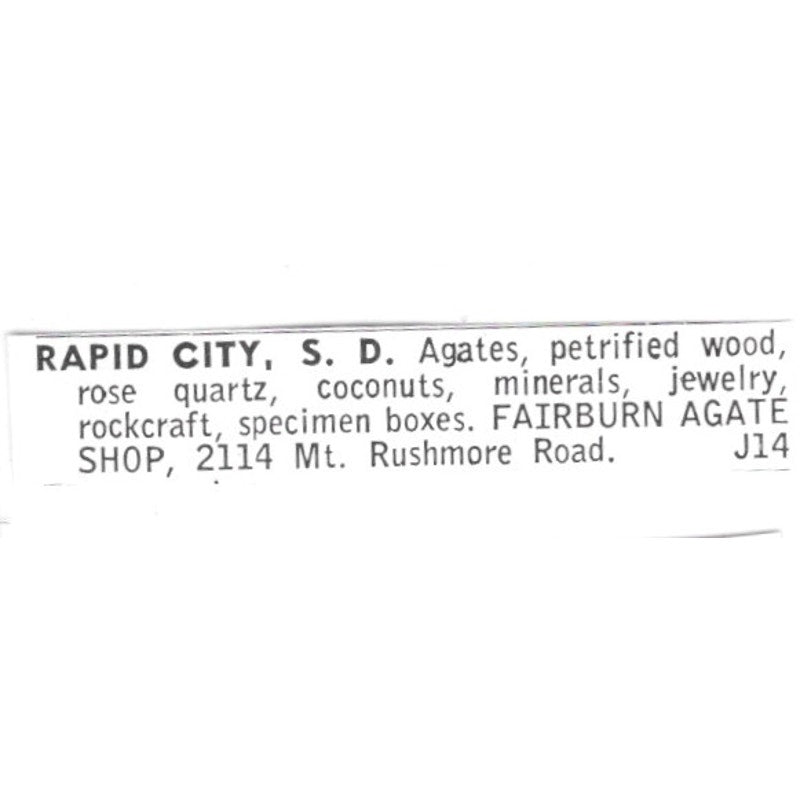 RAPID CITY, S. D. Agates, petrified wood,
rose quartz, coconuts, minerals, jewelry,
rockcraft, specimen boxes. FAIRBURN AGATE
SHOP, 2114 Mt. Rushmore Road. J14